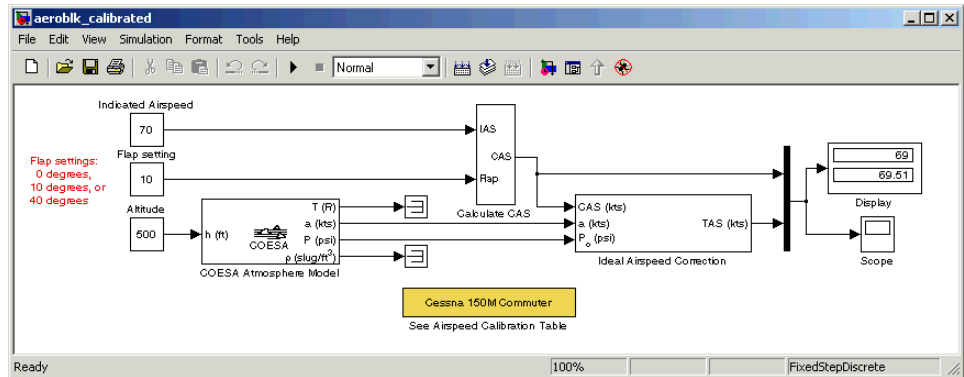 aeroblk_calibrated
File Edit View Simulation Format Tools Help
Normal
Indicated Airspeed
70
Flap setting
10
Flap settings:
0 degrees,
10 degrees, or
40 degrees
Altitude
500
h (ft)
COESA
T (R)
a (kts)
P (psi)
ρ (slug/ft³)
COESA Atmosphere Model
IAS
CAS
Flap
Calculate CAS
CAS (kts)
a (kts)
P₀ (psi)
TAS (kts)
Ideal Airspeed Correction
69
69.51
Display
Scope
Cessna 150M Commuter
See Airspeed Calibration Table
Ready 100% FixedStepDiscrete